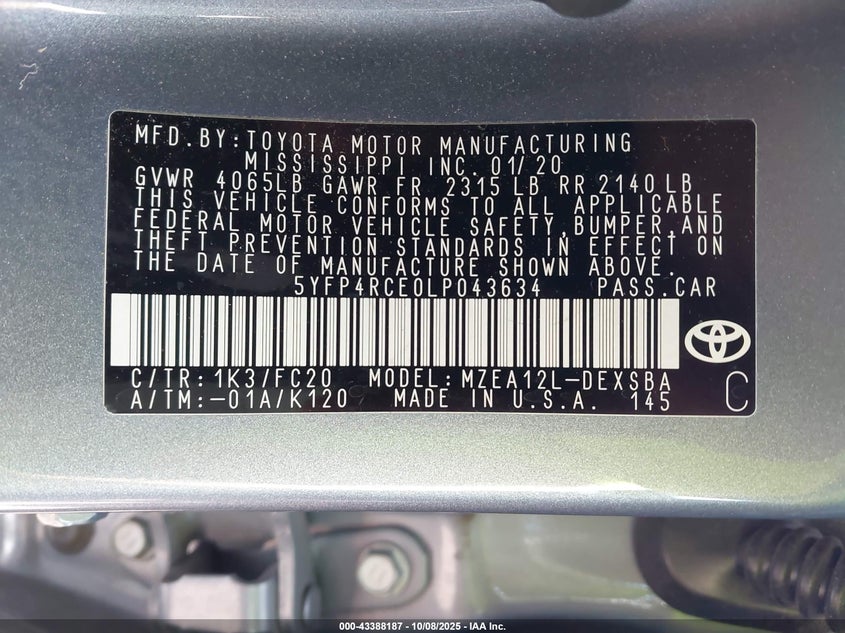 MFD.BY:TOYOTA MOTOR MANUFACTURING
MISSISSIPPI INC. 01/20
GVWR 4065LB GAWR FR 2315 LB RR 2140 LB
THIS VEHICLE CONFORMS TO ALL APPLICABLE
FEDERAL MOTOR VEHICLE SAFETY,BUMPER,AND
THEFT PREVENTION STANDARDS IN EFFECT ON
THE DATE OF MANUFACTURE SHOWN ABOVE.
5YFP4RCE0LP043634 PASS.CAR
C/TR:1K3/FC20 MODEL:MZEA12L-DEXSBA
A/TM:-01A/K120 MADE IN U.S.A. 145 C
000-43388187 - 10/08/2025 - IAA Inc.